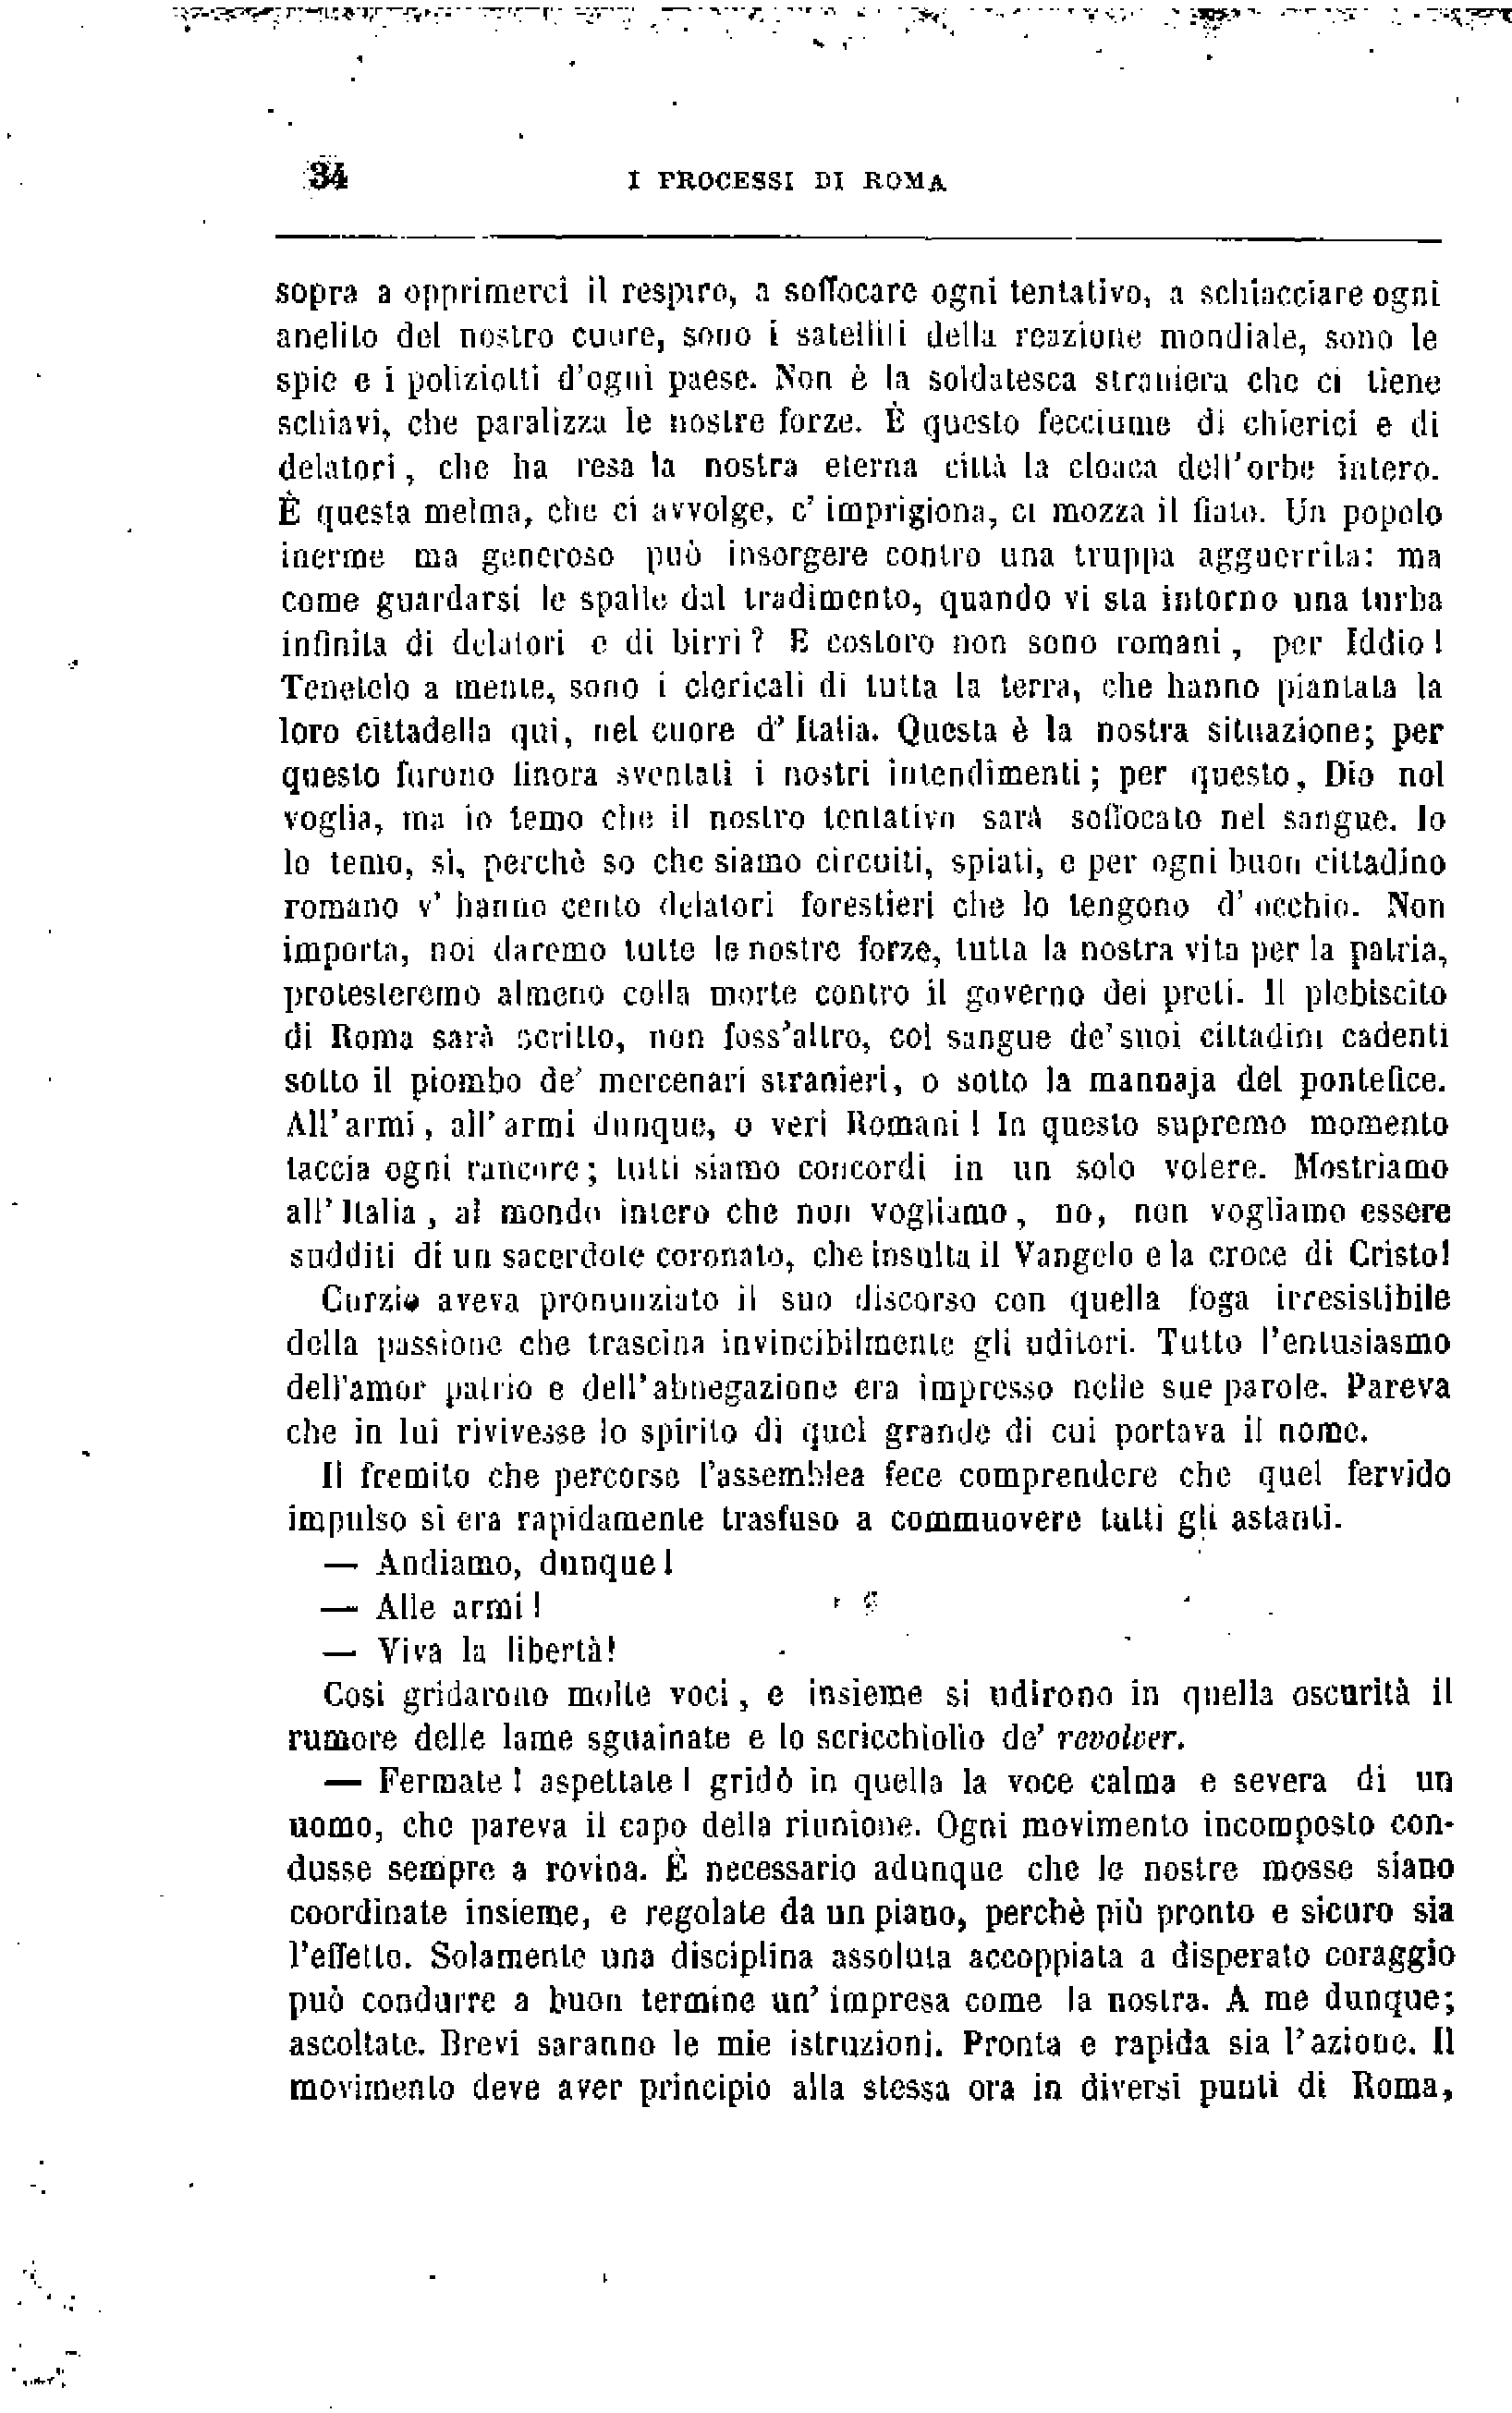 34
I PROCESSI DI ROMA
sopra a opprimerci il respiro, a soffocare ogni tentativo, a schiacciare ogni
anelito del nostro cuore, sono i satelliti della reazione mondiale, sono le
spie e i poliziotti d'ogni paese. Non è la soldatesca straniera che ci tiene
schiavi, che paralizza le nostre forze. È questo fecciume di chierici e di
delatori, che ha resa la nostra eterna città la cloaca dell'orbe intero.
È questa melma, che ci avvolge, c' imprigiona, ci mozza il fiato. Un popolo
inerme ma generoso può insorgere contro una truppa agguerrita: ma
come guardarsi le spalle dal tradimento, quando vi sta intorno una turba
infinita di delatori e di birri? E costoro non sono romani, per Iddio!
Tenetelo a mente, sono i clericali di tutta la terra, che hanno piantata la
loro cittadella qui, nel cuore d' Italia. Questa è la nostra situazione; per
questo furono finora sventati i nostri intendimenti; per questo, Dio nol
voglia, ma io temo che il nostro tentativo sarà soffocato nel sangue. Io
lo temo, sì, perchè so che siamo circuiti, spiati, e per ogni buon cittadino
romano v' hanno cento delatori forestieri che lo tengono d' occhio. Non
importa, noi daremo tutte le nostre forze, tutta la nostra vita per la patria,
protesteremo almeno colla morte contro il governo dei preti. Il plebiscito
di Roma sarà scritto, non foss'altro, col sangue de' suoi cittadini cadenti
sotto il piombo de' mercenari stranieri, o sotto la mannaja del pontefice.
All' armi, all' armi dunque, o veri Romani! In questo supremo momento
taccia ogni rancore; tutti siamo concordi in un solo volere. Mostriamo
all' Italia, al mondo intero che non vogliamo, no, non vogliamo essere
sudditi di un sacerdote coronato, che insulta il Vangelo e la croce di Cristo!
Curzio aveva pronunziato il suo discorso con quella foga irresistibile
della passione che trascina invincibilmente gli uditori. Tutto l'entusiasmo
dell'amor patrio e dell'abnegazione era impresso nelle sue parole. Pareva
che in lui rivivesse lo spirito di quel grande di cui portava il nome.
Il fremito che percorse l'assemblea fece comprendere che quel fervido
impulso si era rapidamente trasfuso a commuovere tutti gli astanti.
— Andiamo, dunque!
— Alle armi!
— Viva la libertà!
Così gridarono molte voci, e insieme si udirono in quella oscurità il
rumore delle lame sguainate e lo scricchiolio de' revolver.
— Fermate! aspettate! gridò in quella la voce calma e severa di un
uomo, che pareva il capo della riunione. Ogni movimento incomposto con-
dusse sempre a rovina. È necessario adunque che le nostre mosse siano
coordinate insieme, e regolate da un piano, perchè più pronto e sicuro sia
l'effetto. Solamente una disciplina assoluta accoppiata a disperato coraggio
può condurre a buon termine un' impresa come la nostra. A me dunque;
ascoltate. Brevi saranno le mie istruzioni. Pronta e rapida sia l' azione. Il
movimento deve aver principio alla stessa ora in diversi punti di Roma,